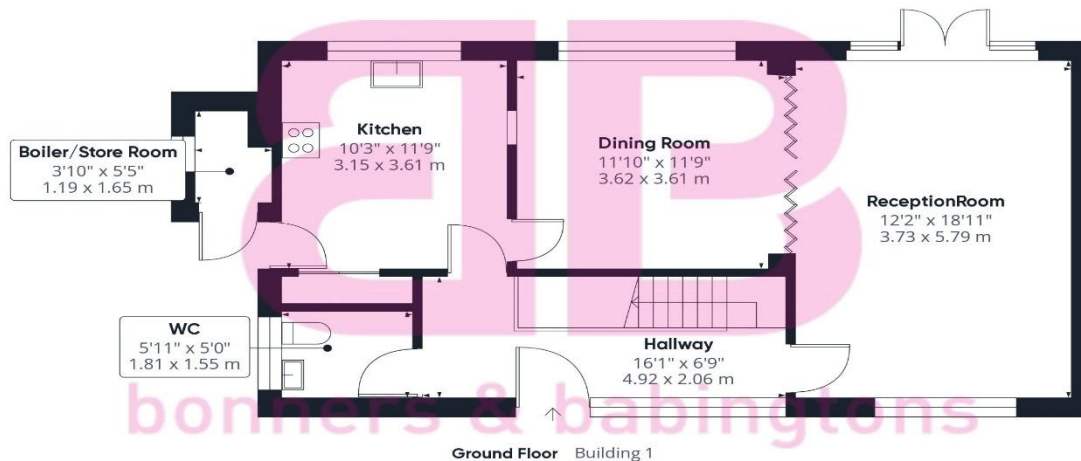 Kitchen
10'3" x 11'9"
3.15 x 3.61 m
Dining Room
11'10" x 11'9"
3.62 x 3.61 m
Boiler/Store Room
3'10" x 5'5"
1.19 x 1.65 m
ReceptionRoom
12'2" x 18'11"
3.73 x 5.79 m
WC
5'11" x 5'0"
1.81 x 1.55 m
Hallway
16'1" x 6'9"
4.92 x 2.06 m
B B
bonners & babingtons
Ground Floor Building 1